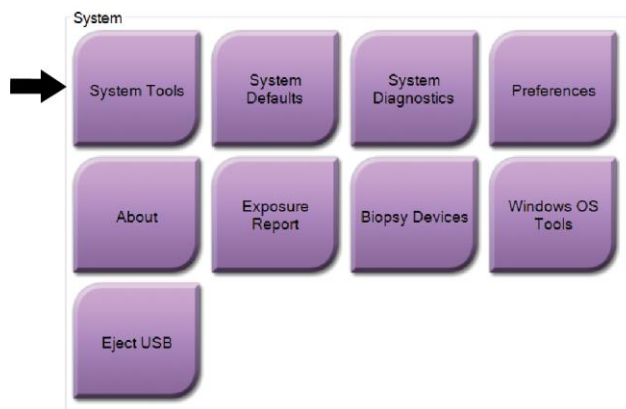 System
System Tools
System
Defaults
System
Diagnostics
Preferences
About
Exposure
Report
Biopsy Devices
Windows OS
Tools
Eject USB